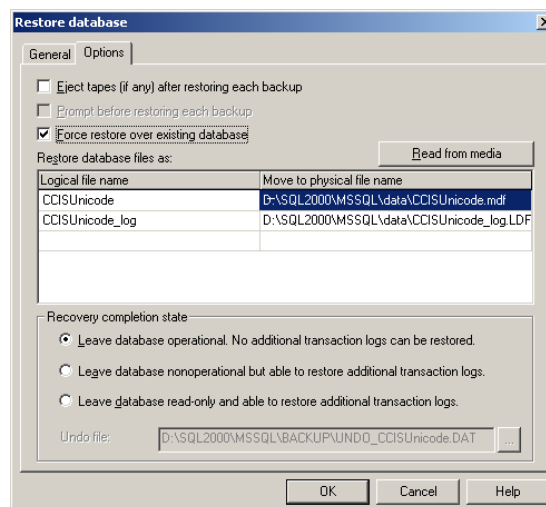 Restore database
General Options
Eject tapes (if any) after restoring each backup
Prompt before restoring each backup
Force restore over existing database
Restore database files as:
Read from media
Logical file name Move to physical file name
CCISUnicode D:\SQL2000\MSSQL\data\CCISUnicode.mdf
CCISUnicode_log D:\SQL2000\MSSQL\data\CCISUnicode_log.LDF
Recovery completion state
Leave database operational. No additional transaction logs can be restored.
Leave database nonoperational but able to restore additional transaction logs.
Leave database read-only and able to restore additional transaction logs.
Undo file: D:\SQL2000\MSSQL\BACKUP\UNDO_CCISUnicode.DAT ...
OK Cancel Help